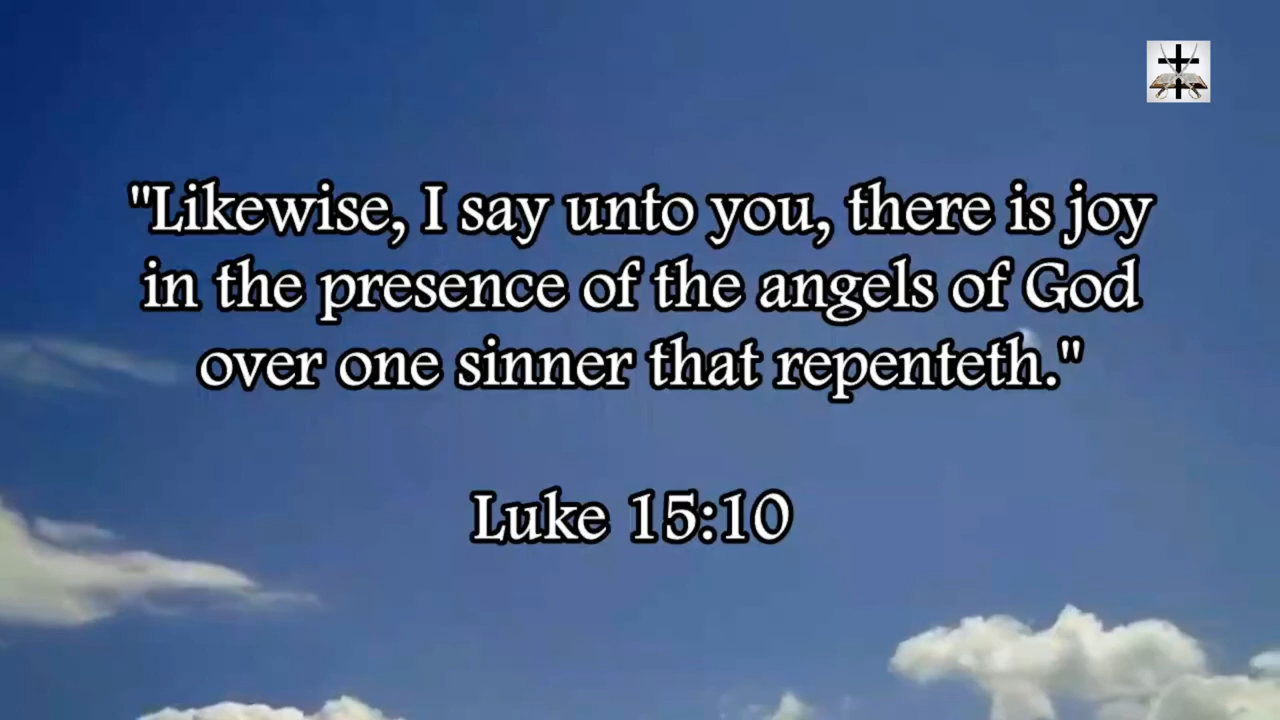 "Likewise, I say unto you, there is joy
in the presence of the angels of God
over one sinner that repenteth."
Luke 15:10